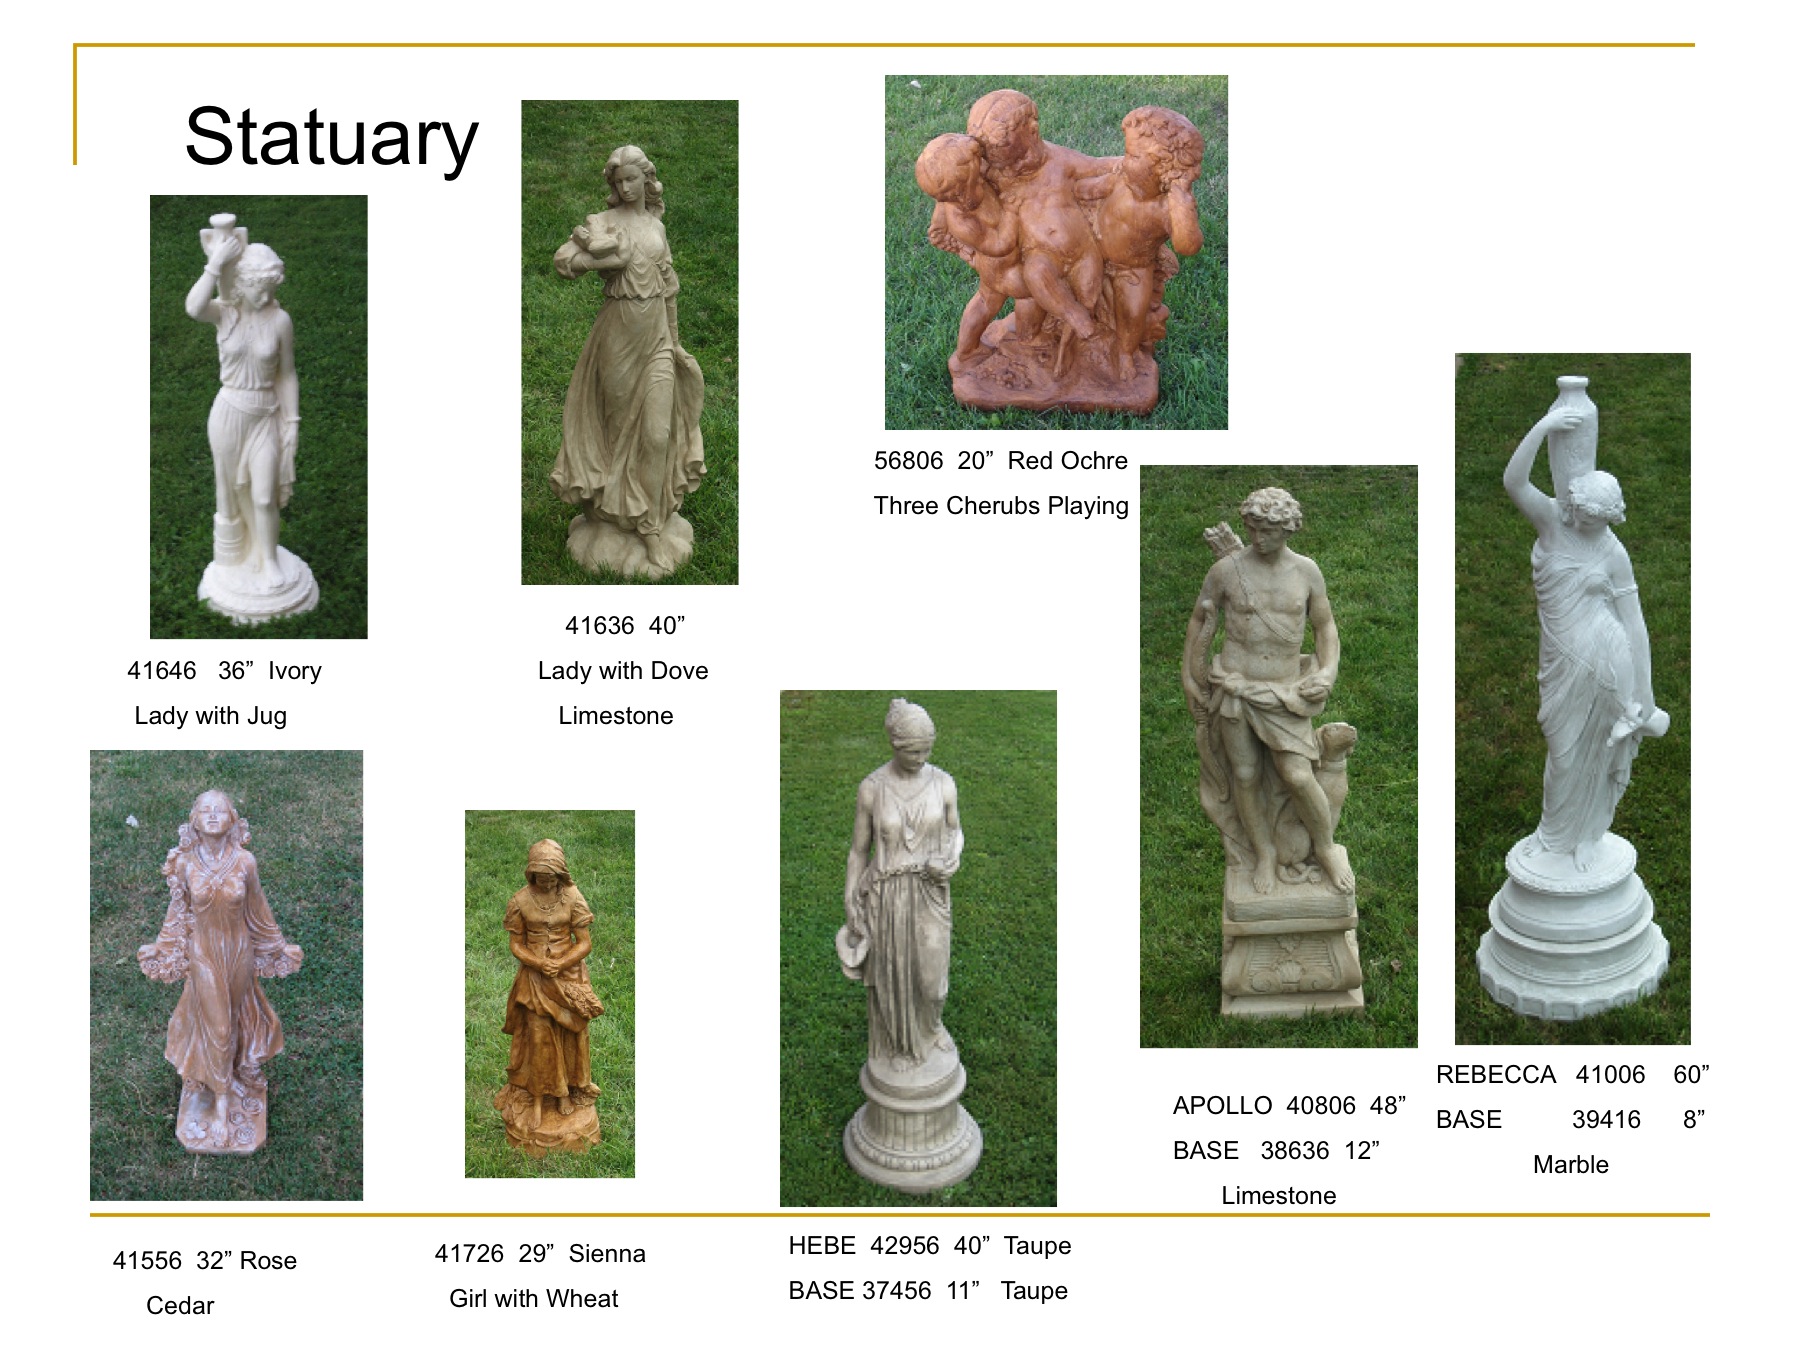 Statuary
56806  20”  Red Ochre
Three Cherubs Playing
41636  40”
Lady with Dove
Limestone
41646   36”  Ivory
Lady with Jug
REBECCA   41006    60”
BASE          39416      8”
Marble
APOLLO  40806  48”
BASE   38636  12”
Limestone
41556  32” Rose
Cedar
41726  29”  Sienna
Girl with Wheat
HEBE  42956  40”  Taupe
BASE 37456  11”   Taupe